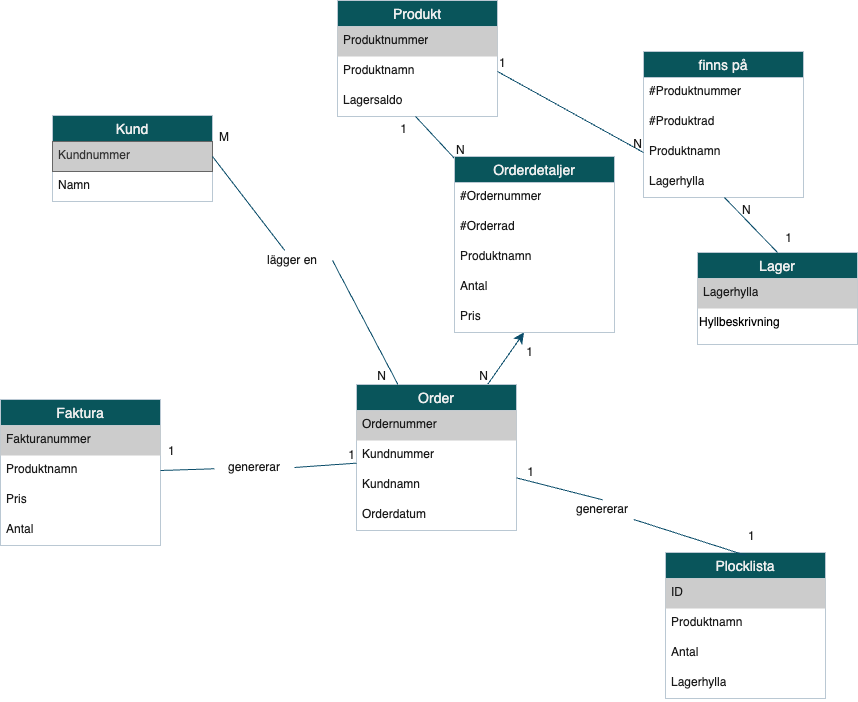 Produkt
Produktnummer
Produktnamn
Lagersaldo
1
1
N
finns på
#Produktnummer
#Produktrad
Produktnamn
Lagerhylla
N
N
1
Kund
Kundnummer
Namn
M
lägger en
N
Orderdetaljer
#Ordernummer
#Orderrad
Produktnamn
Antal
Pris
1
N
Lager
Lagerhylla
Hyllbeskrivning
Order
Ordernummer
Kundnummer
Kundnamn
Orderdatum
Faktura
Fakturanummer
Produktnamn
Pris
Antal
1
genererar
1
1
genererar
1
Plocklista
ID
Produktnamn
Antal
Lagerhylla